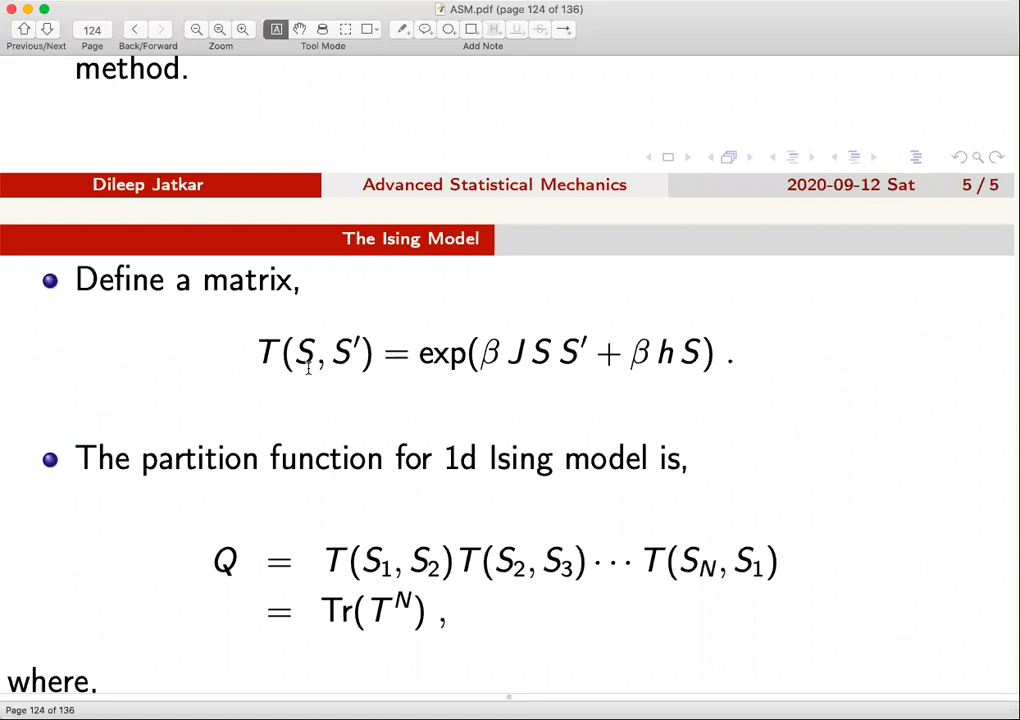 ASM.pdf (page 124 of 136)
124
Previous/Next Page Back/Forward Zoom Tool Mode Add Note
method.
Dileep Jatkar Advanced Statistical Mechanics 2020-09-12 Sat 5 / 5
The Ising Model
Define a matrix,
T(S, S′) = exp(β J S S′ + β h S) .
The partition function for 1d Ising model is,
Q = T(S₁, S₂)T(S₂, S₃) ⋯ T(S_N, S₁)
= Tr(T^N) ,
where,
Page 124 of 136